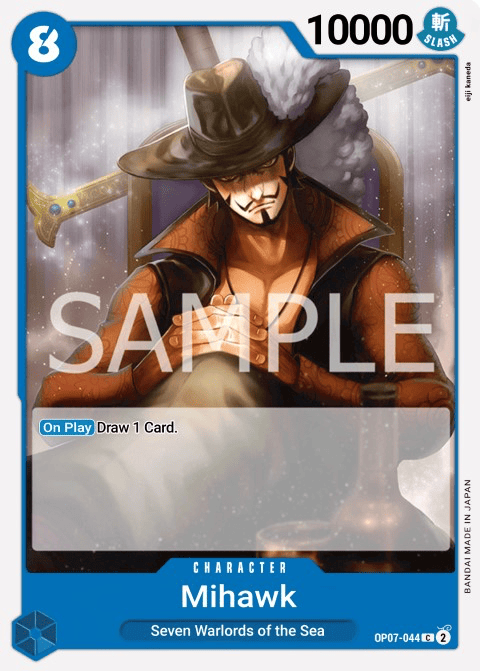 8
10000
斬
SLASH
eiji kaneda
SAMPLE
On Play Draw 1 Card.
BANDAI MADE IN JAPAN
CHARACTER
Mihawk
Seven Warlords of the Sea
OP07-044 C 2